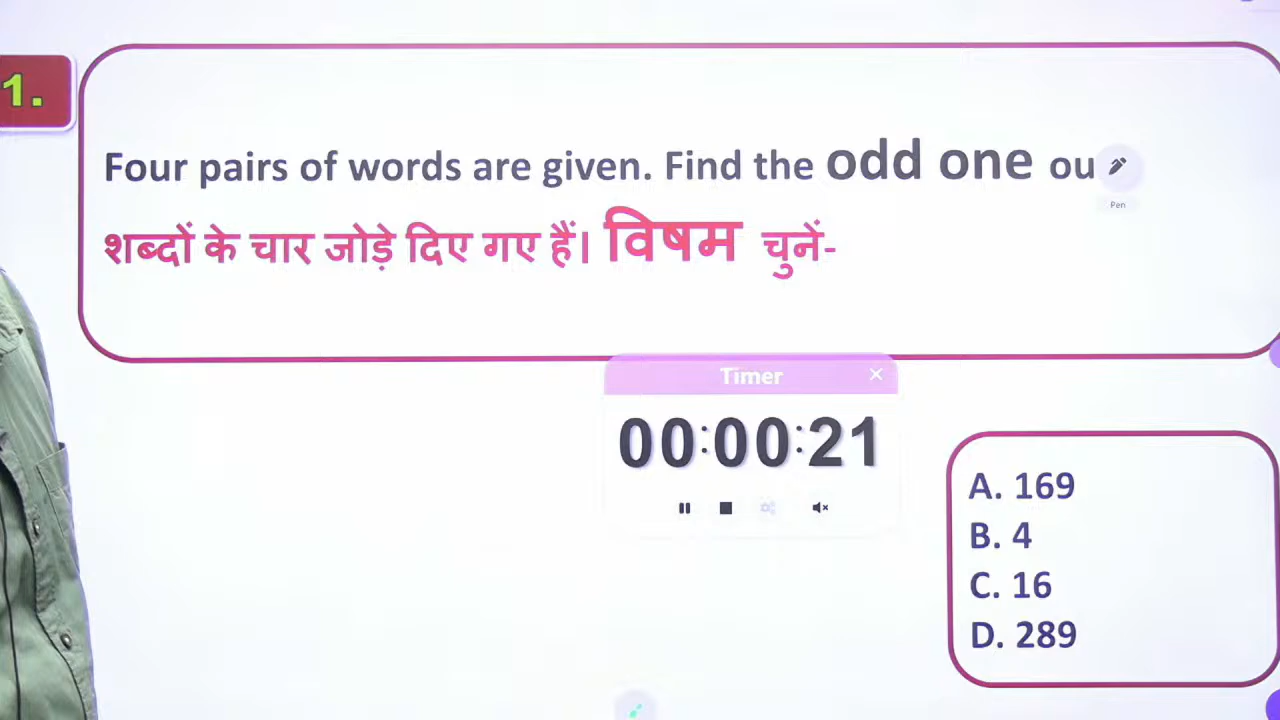 1.
Four pairs of words are given. Find the odd one ou
शब्दों के चार जोड़े दिए गए हैं। विषम चुनें-
Pen
Timer
00:00:21
A. 169
B. 4
C. 16
D. 289